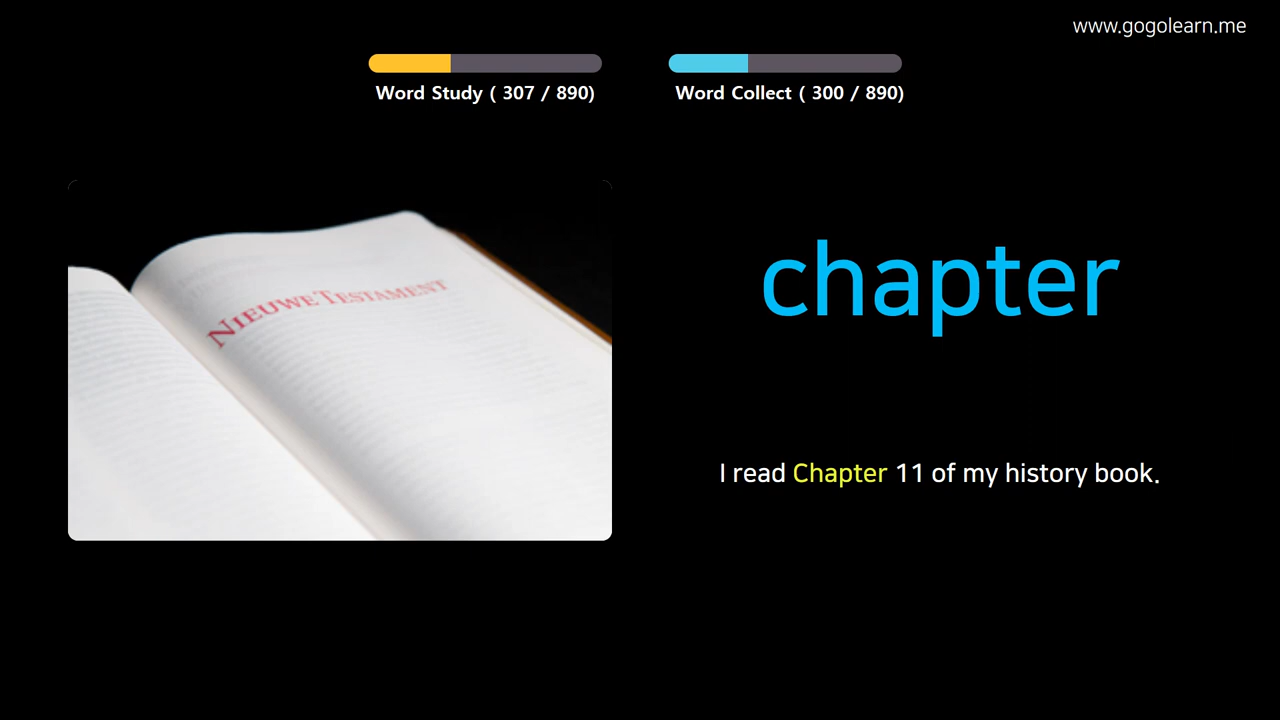 www.gogolearn.me
Word Study ( 307 / 890)
Word Collect ( 300 / 890)
NIEUWE TESTAMENT
chapter
I read Chapter 11 of my history book.